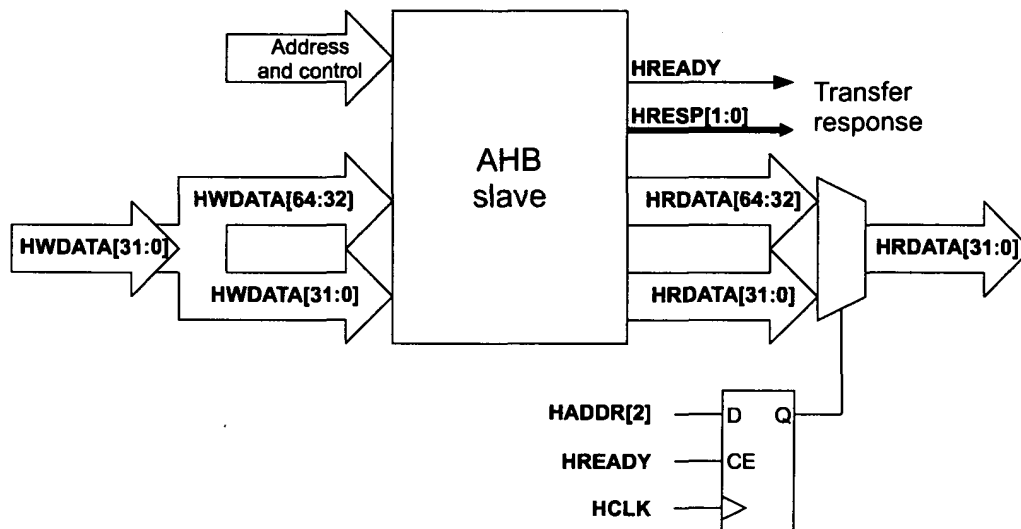 Address
and control
HREADY
HRESP[1:0]
Transfer
response
AHB
slave
HWDATA[64:32]
HRDATA[64:32]
HWDATA[31:0]
HRDATA[31:0]
HWDATA[31:0]
HRDATA[31:0]
HADDR[2]
D
Q
HREADY
CE
HCLK